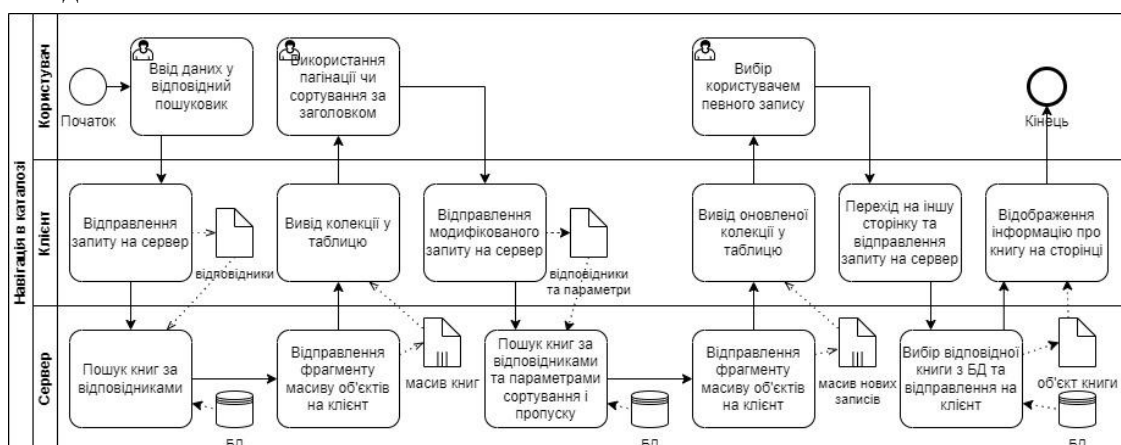 Навігація в каталозі
Користувач
Початок
Ввід даних у
відповідний
пошуковик
Використання
пагінації чи
сортування за
заголовком
Вибір
користувачем
певного запису
Кінець
Клієнт
Відправлення
запиту на сервер
відповідники
Вивід колекції у
таблицю
Відправлення
модифікованого
запиту на сервер
відповідники
та параметри
Вивід оновленої
колекції у
таблицю
Перехід на іншу
сторінку та
відправлення
запиту на сервер
Відображення
інформацію про
книгу на сторінці
Сервер
Пошук книг за
відповідниками
БД
Відправлення
фрагменту
масиву об'єктів
на клієнт
масив книг
Пошук книг за
відповідниками
та параметрами
сортування і
пропуску
БД
Відправлення
фрагменту
масиву об'єктів
на клієнт
масив нових
записів
Вибір відповідної
книги з БД та
відправлення на
клієнт
об'єкт книги
БД